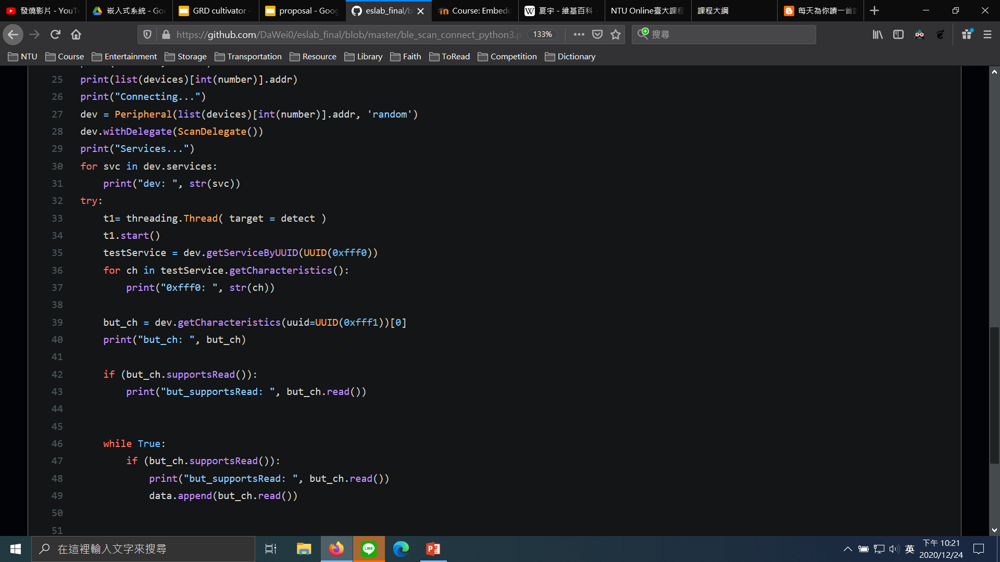 發燒影片 - YouTu
嵌入式系統 - Goo
GRD cultivator -
proposal - Goog
eslab_final/bl
Course: Embedd
夏宇 - 維基百科
NTU Online臺大課程
課程大綱
每天為你讀一首詩
https://github.com/DaWei0/eslab_final/blob/master/ble_scan_connect_python3.p
133%
搜尋
NTU
Course
Entertainment
Storage
Transportation
Resource
Library
Faith
ToRead
Competition
Dictionary
25 print(list(devices)[int(number)].addr)
26 print("Connecting...")
27 dev = Peripheral(list(devices)[int(number)].addr, 'random')
28 dev.withDelegate(ScanDelegate())
29 print("Services...")
30 for svc in dev.services:
31 print("dev: ", str(svc))
32 try:
33 t1= threading.Thread( target = detect )
34 t1.start()
35 testService = dev.getServiceByUUID(UUID(0xfff0))
36 for ch in testService.getCharacteristics():
37 print("0xfff0: ", str(ch))
38
39 but_ch = dev.getCharacteristics(uuid=UUID(0xfff1))[0]
40 print("but_ch: ", but_ch)
41
42 if (but_ch.supportsRead()):
43 print("but_supportsRead: ", but_ch.read())
44
45
46 while True:
47 if (but_ch.supportsRead()):
48 print("but_supportsRead: ", but_ch.read())
49 data.append(but_ch.read())
50
51
在這裡輸入文字來搜尋
LINE
英
下午 10:21
2020/12/24